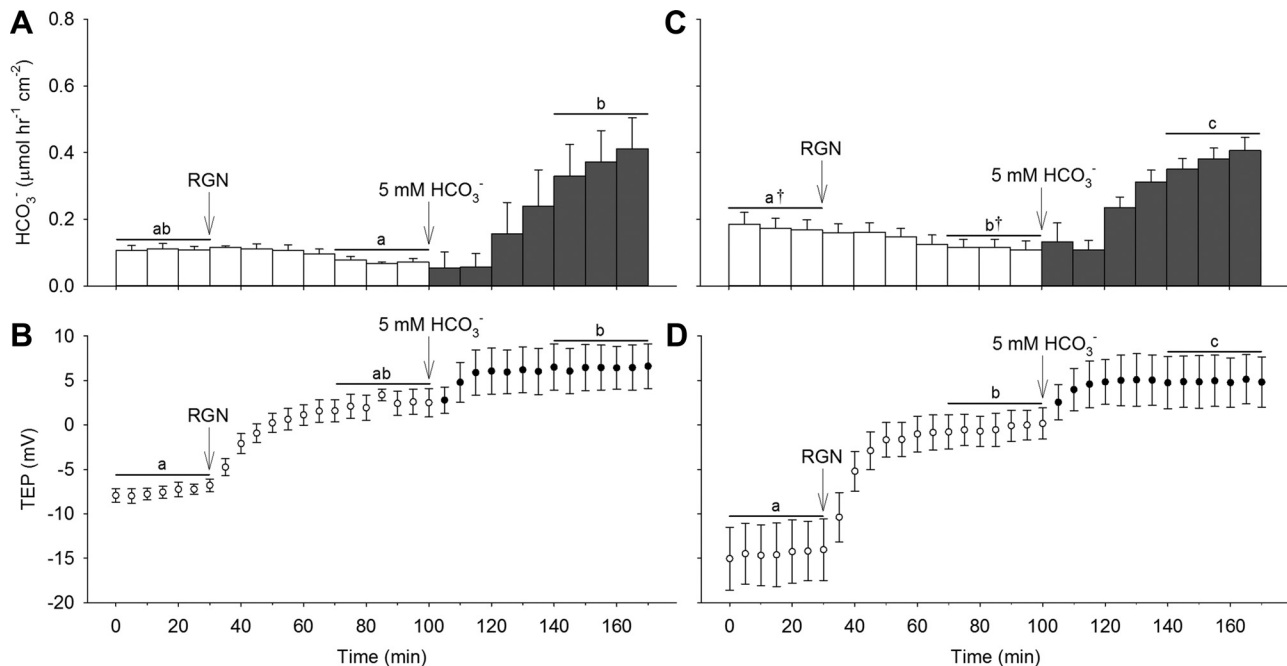 A
HCO3- (µmol hr-1 cm-2)
0.8
0.6
0.4
0.2
0.0
ab
RGN
a
5 mM HCO3-
b
C
a†
RGN
b†
5 mM HCO3-
c
B
TEP (mV)
10
5
0
-5
-10
-15
-20
a
RGN
ab
5 mM HCO3-
b
0 20 40 60 80 100 120 140 160
Time (min)
D
a
RGN
b
5 mM HCO3-
c
0 20 40 60 80 100 120 140 160
Time (min)